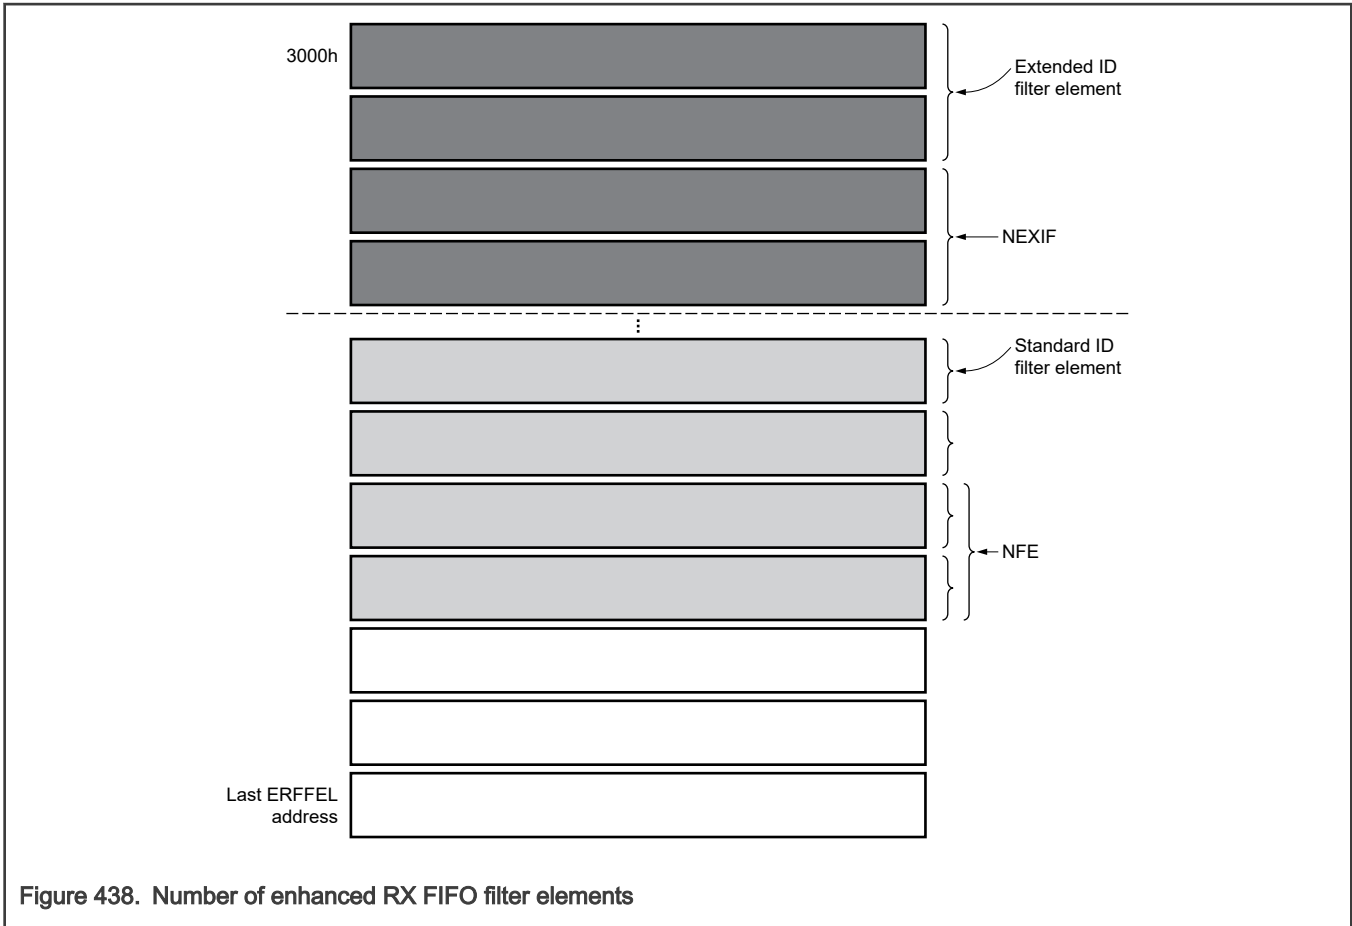 3000h
Extended ID
filter element
NEXIF
⋮
Standard ID
filter element
NFE
Last ERFFEL
address
Figure 438. Number of enhanced RX FIFO filter elements